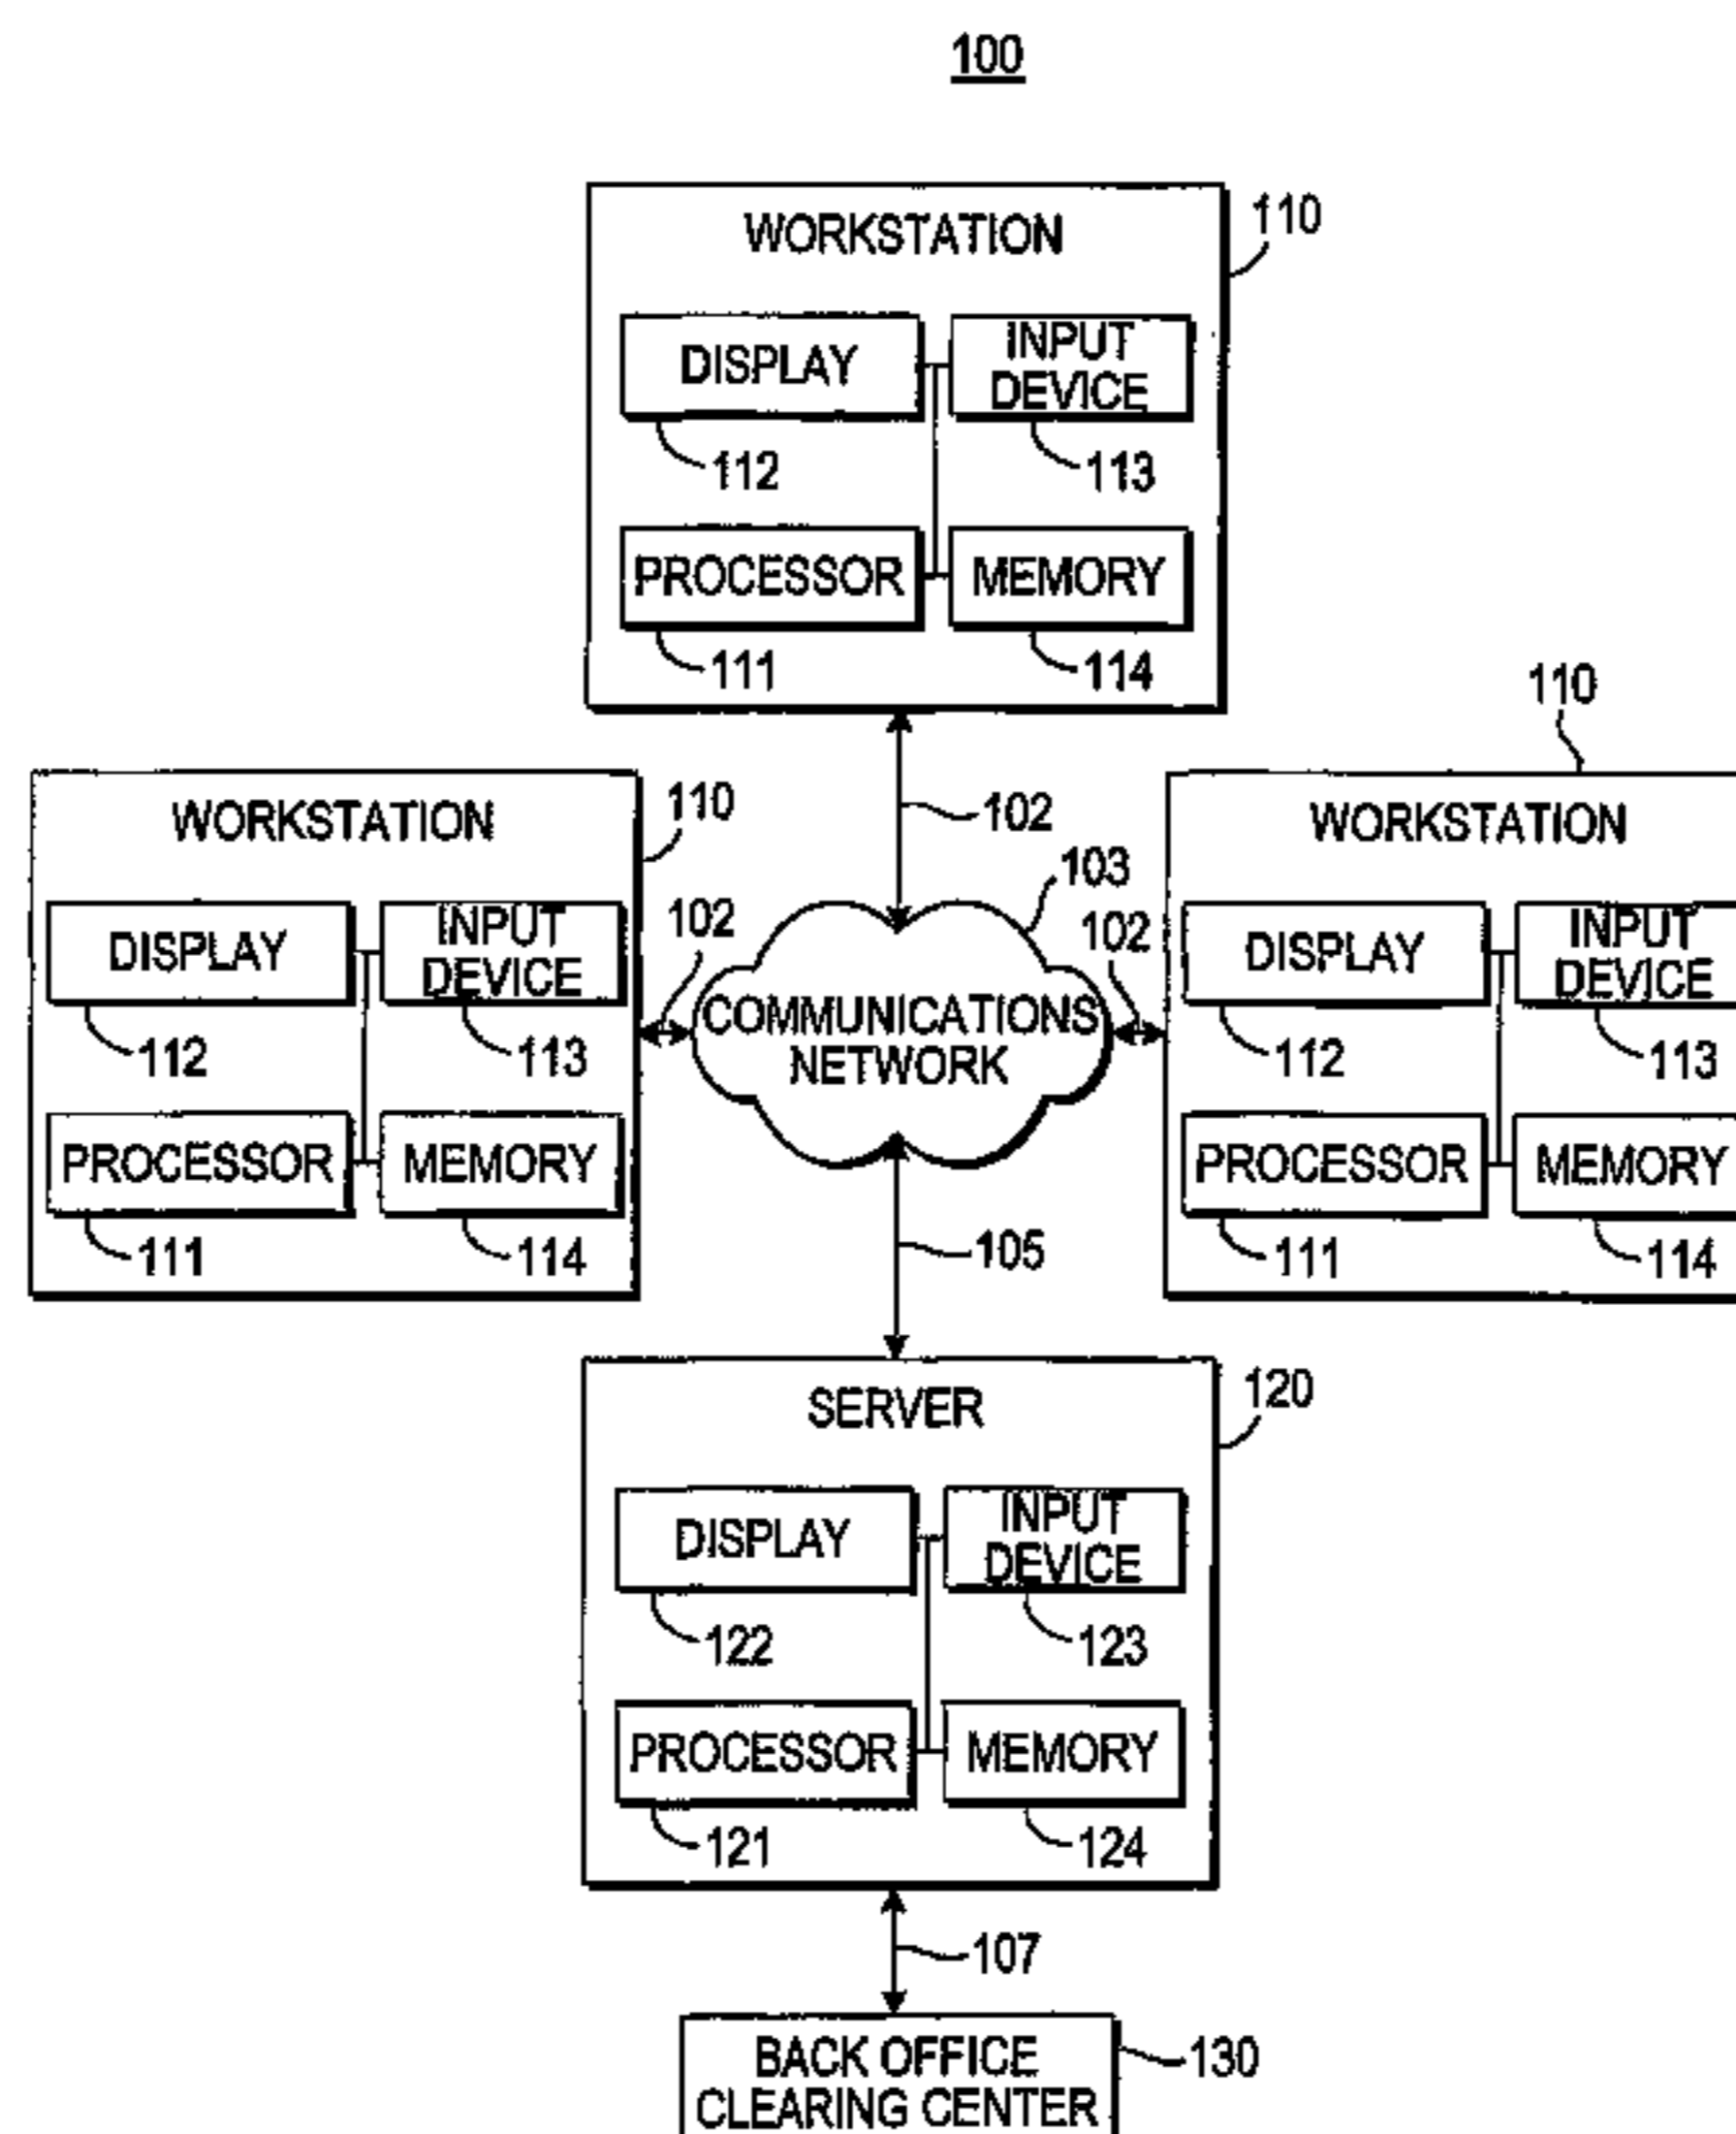 100
WORKSTATION
110
DISPLAY
INPUT
DEVICE
112
113
PROCESSOR
MEMORY
111
114
110
WORKSTATION
110
102
WORKSTATION
103
DISPLAY
INPUT
DEVICE
102
102
DISPLAY
INPUT
DEVICE
COMMUNICATIONS
NETWORK
112
113
112
113
PROCESSOR
MEMORY
PROCESSOR
MEMORY
111
114
105
111
114
SERVER
120
DISPLAY
INPUT
DEVICE
122
123
PROCESSOR
MEMORY
121
124
107
BACK OFFICE
CLEARING CENTER
130